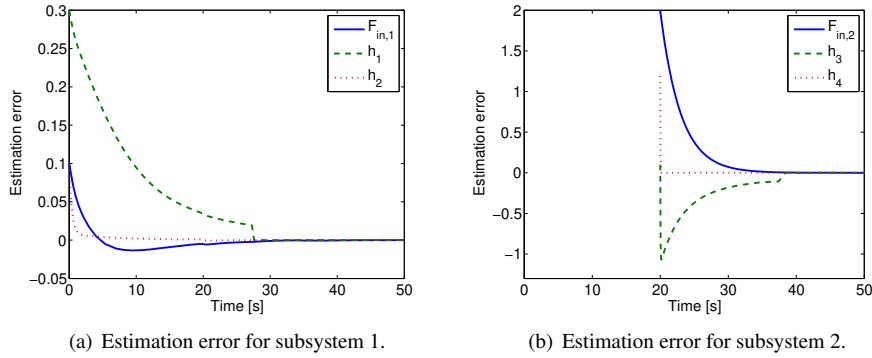 0.3
0.25
0.2
0.15
0.1
0.05
0
−0.05
Estimation error
F_in,1
h_1
h_2
0 10 20 30 40 50
Time [s]
(a) Estimation error for subsystem 1.
2
1.5
1
0.5
0
−0.5
−1
Estimation error
F_in,2
h_3
h_4
0 10 20 30 40 50
Time [s]
(b) Estimation error for subsystem 2.